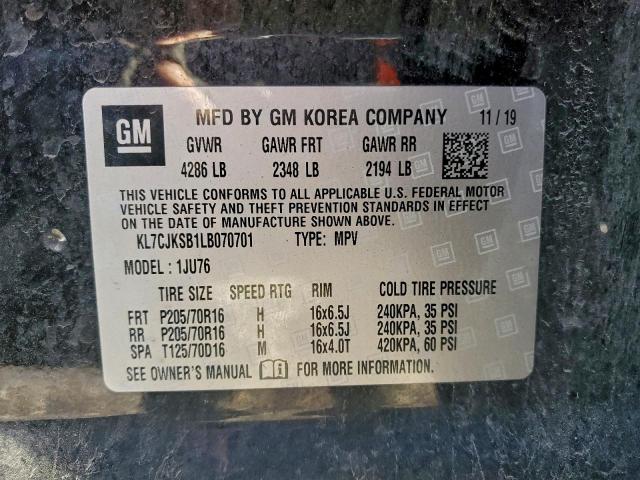 GM
MFD BY GM KOREA COMPANY 11/19
GVWR GAWR FRT GAWR RR
4286 LB 2348 LB 2194 LB
THIS VEHICLE CONFORMS TO ALL APPLICABLE U.S. FEDERAL MOTOR
VEHICLE SAFETY AND THEFT PREVENTION STANDARDS IN EFFECT
ON THE DATE OF MANUFACTURE SHOWN ABOVE.
KL7CJKSB1LB070701 TYPE: MPV
MODEL: 1JU76
TIRE SIZE SPEED RTG RIM COLD TIRE PRESSURE
FRT P205/70R16 H 16x6.5J 240KPA, 35 PSI
RR P205/70R16 H 16x6.5J 240KPA, 35 PSI
SPA T125/70D16 M 16x4.0T 420KPA, 60 PSI
SEE OWNER'S MANUAL FOR MORE INFORMATION.